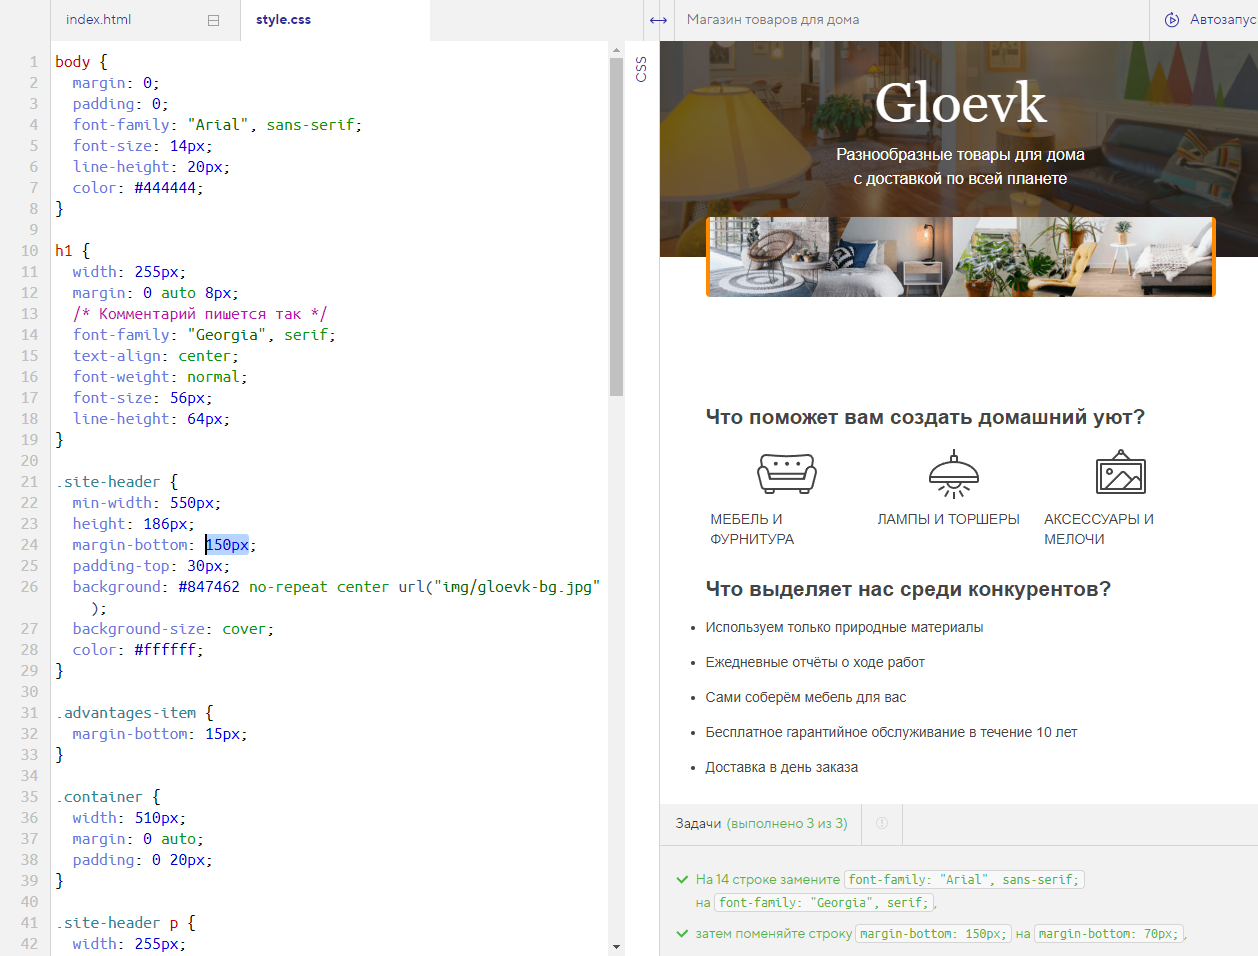 index.html
style.css
Магазин товаров для дома
Автозапус
CSS
1 body {
2 margin: 0;
3 padding: 0;
4 font-family: "Arial", sans-serif;
5 font-size: 14px;
6 line-height: 20px;
7 color: #444444;
8 }
9
10 h1 {
11 width: 255px;
12 margin: 0 auto 8px;
13 /* Комментарий пишется так */
14 font-family: "Georgia", serif;
15 text-align: center;
16 font-weight: normal;
17 font-size: 56px;
18 line-height: 64px;
19 }
20
21 .site-header {
22 min-width: 550px;
23 height: 186px;
24 margin-bottom: 150px;
25 padding-top: 30px;
26 background: #847462 no-repeat center url("img/gloevk-bg.jpg"
);
27 background-size: cover;
28 color: #ffffff;
29 }
30
31 .advantages-item {
32 margin-bottom: 15px;
33 }
34
35 .container {
36 width: 510px;
37 margin: 0 auto;
38 padding: 0 20px;
39 }
40
41 .site-header p {
42 width: 255px;
Gloevk
Разнообразные товары для дома
с доставкой по всей планете
Что поможет вам создать домашний уют?
МЕБЕЛЬ И
ФУРНИТУРА
ЛАМПЫ И ТОРШЕРЫ
АКСЕССУАРЫ И
МЕЛОЧИ
Что выделяет нас среди конкурентов?
• Используем только природные материалы
• Ежедневные отчёты о ходе работ
• Сами соберём мебель для вас
• Бесплатное гарантийное обслуживание в течение 10 лет
• Доставка в день заказа
Задачи (выполнено 3 из 3)
На 14 строке замените font-family: "Arial", sans-serif;
на font-family: "Georgia", serif;,
затем поменяйте строку margin-bottom: 150px; на margin-bottom: 70px;,